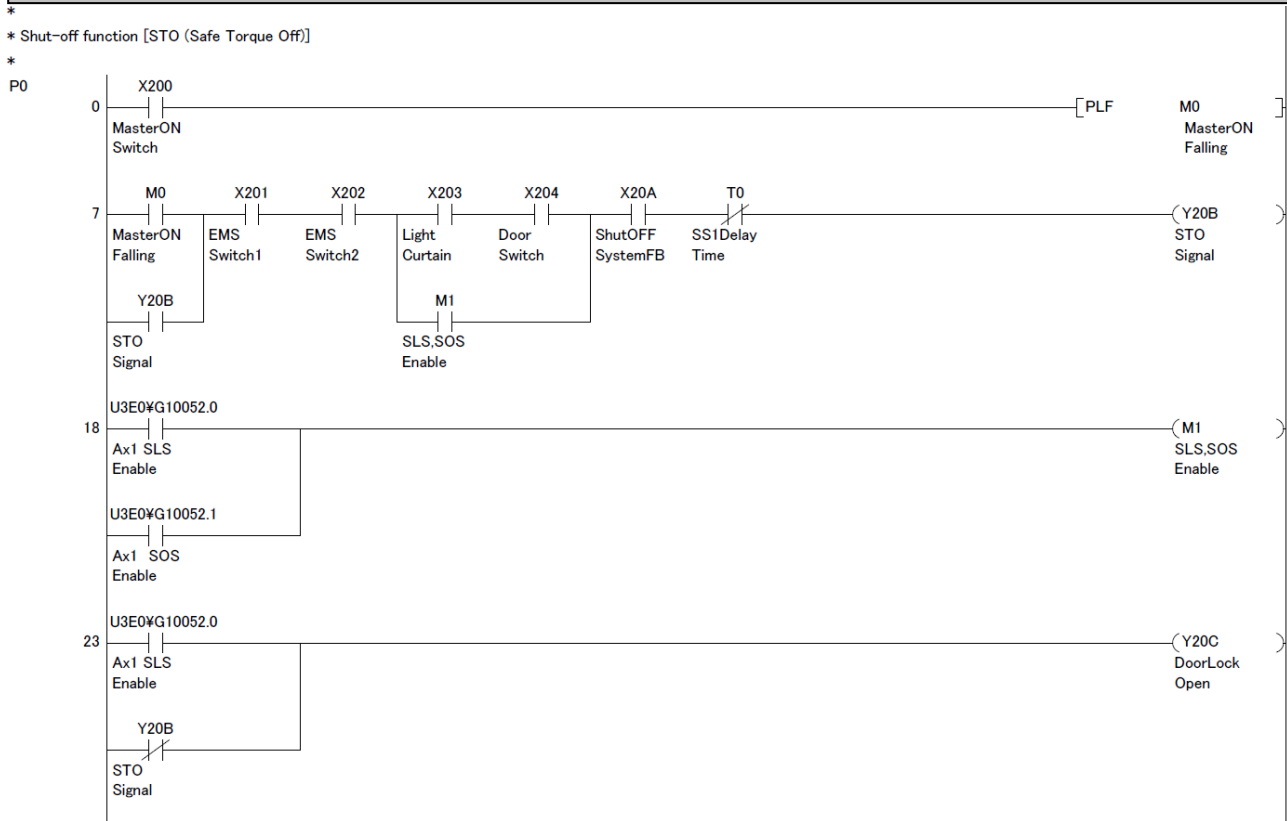 *
* Shut-off function [STO (Safe Torque Off)]
*
P0 X200
0 [PLF M0 ]
MasterON MasterON
Switch Falling
M0 X201 X202 X203 X204 X20A T0
7 ( Y20B )
MasterON EMS EMS Light Door ShutOFF SS1Delay STO
Falling Switch1 Switch2 Curtain Switch SystemFB Time Signal
Y20B M1
STO SLS,SOS
Signal Enable
U3E0¥G10052.0
18 ( M1 )
Ax1 SLS SLS,SOS
Enable Enable
U3E0¥G10052.1
Ax1 SOS
Enable
U3E0¥G10052.0
23 ( Y20C )
Ax1 SLS DoorLock
Enable Open
Y20B
STO
Signal